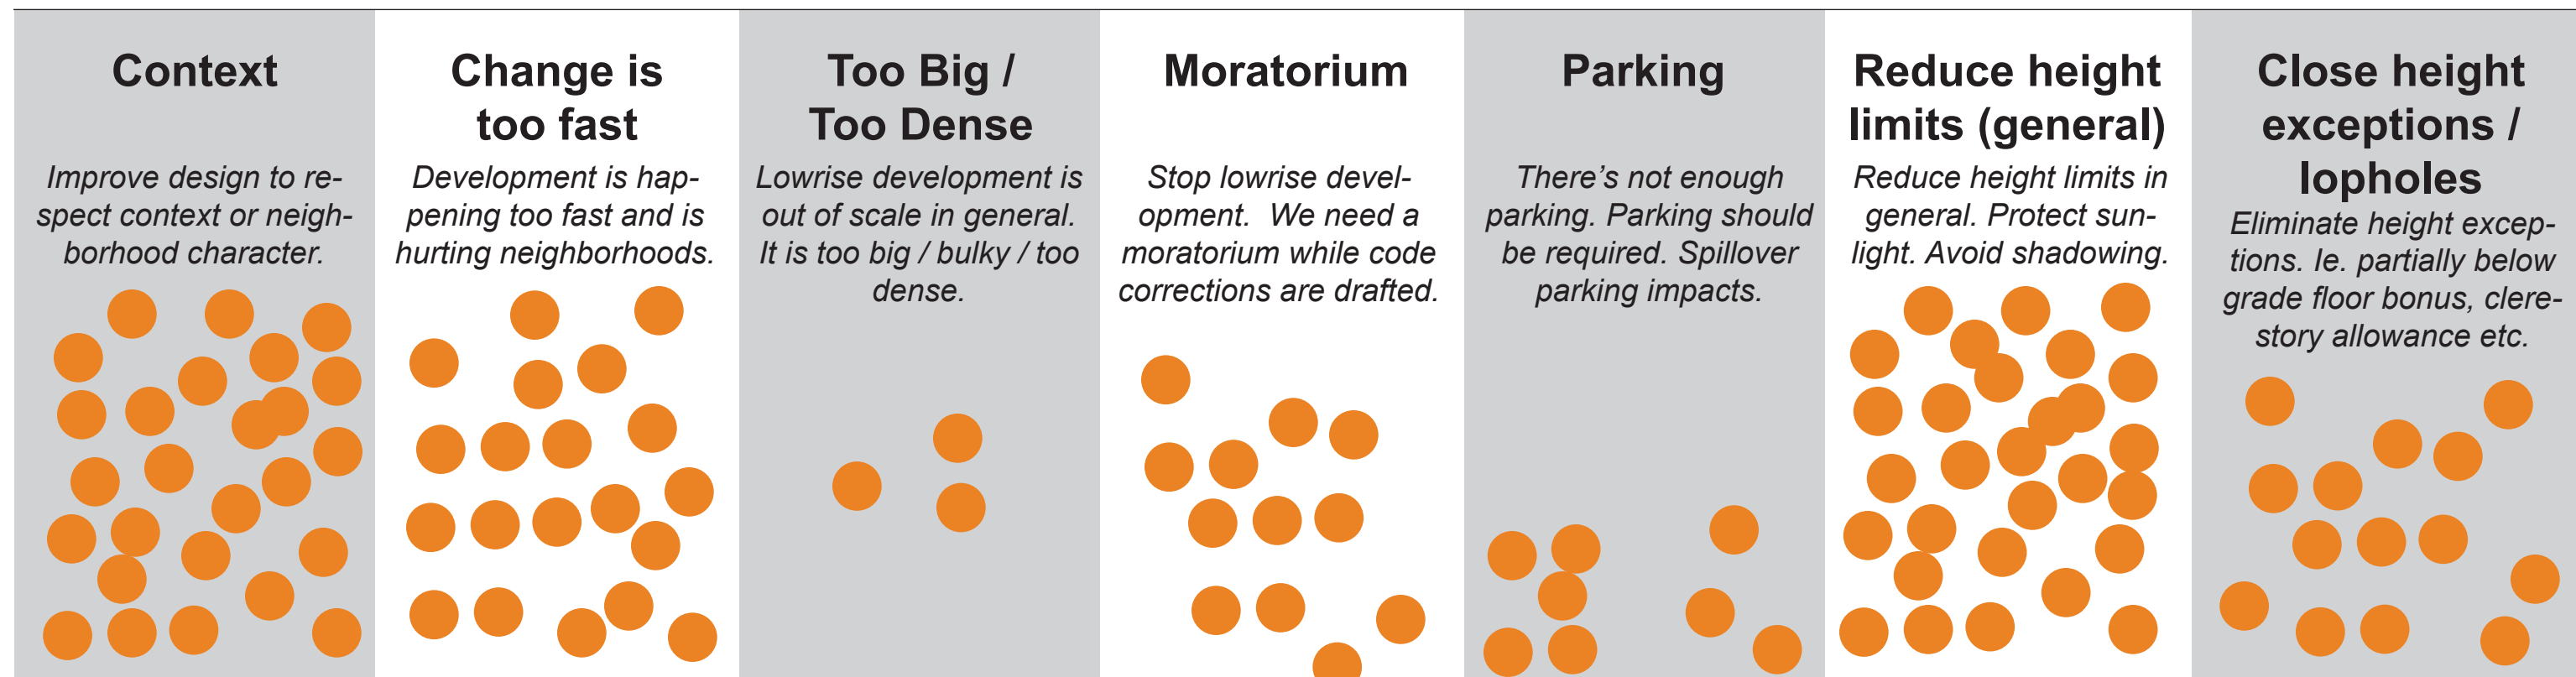 Context
Improve design to re-
spect context or neigh-
borhood character.
Change is
too fast
Development is hap-
pening too fast and is
hurting neighborhoods.
Too Big /
Too Dense
Lowrise development is
out of scale in general.
It is too big / bulky / too
dense.
Moratorium
Stop lowrise devel-
opment.  We need a
moratorium while code
corrections are drafted.
Parking
There’s not enough
parking. Parking should
be required. Spillover
parking impacts.
Reduce height
limits (general)
Reduce height limits in
general. Protect sun-
light. Avoid shadowing.
Close height
exceptions /
lopholes
Eliminate height excep-
tions. Ie. partially below
grade floor bonus, clere-
story allowance etc.